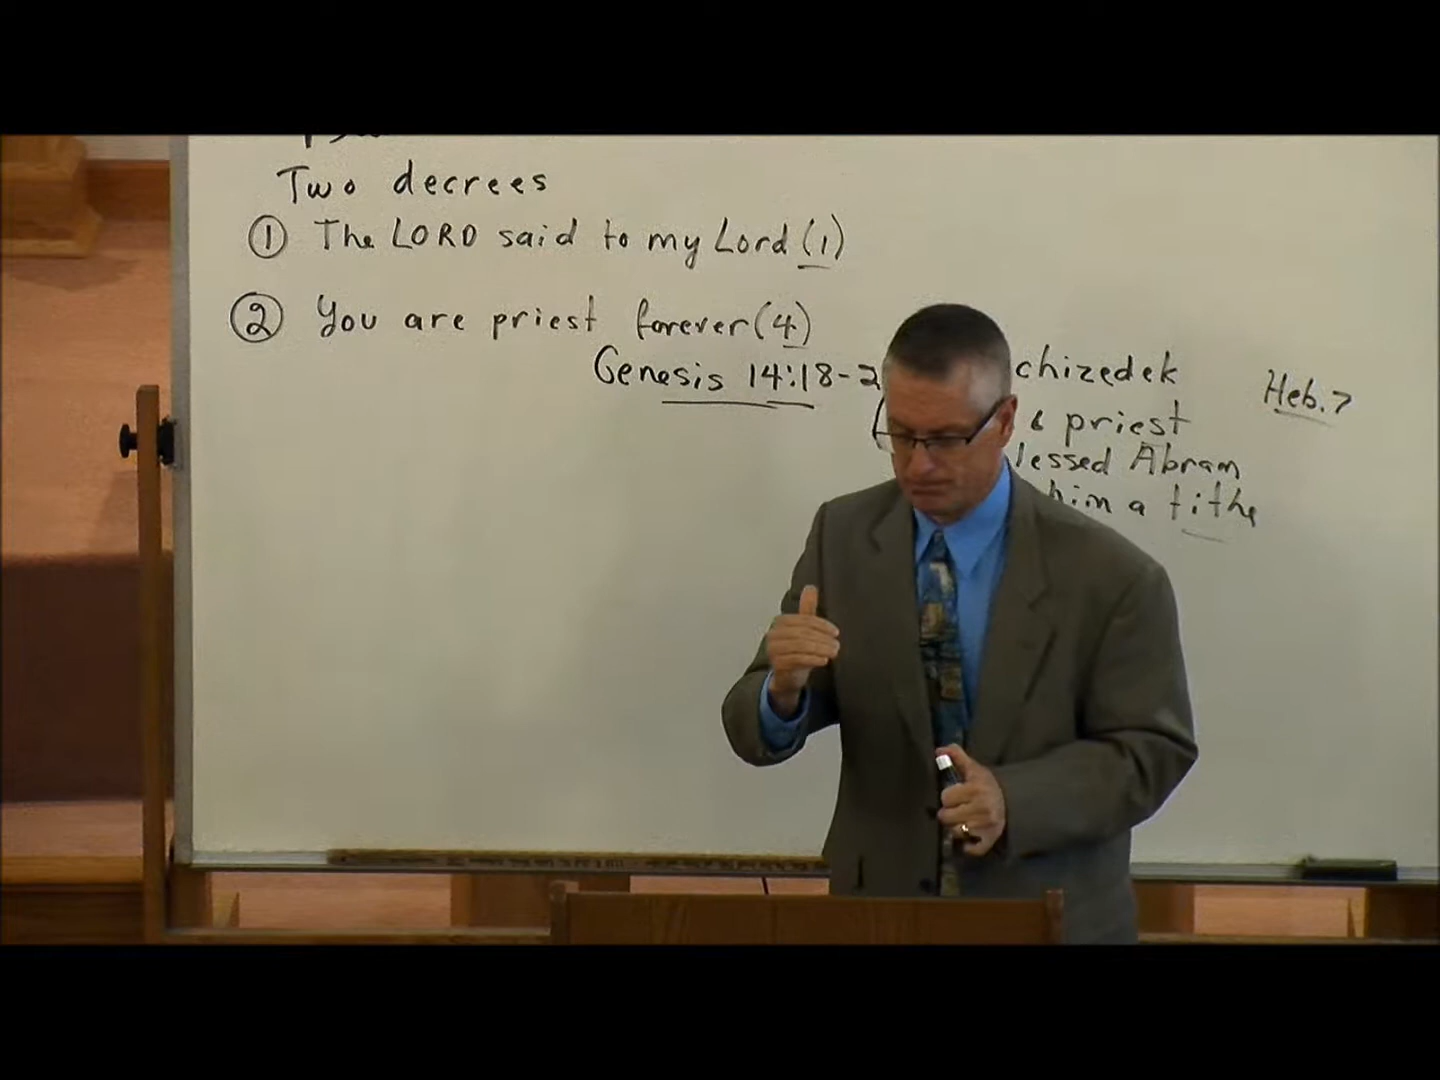 Two decrees
① The LORD said to my Lord (1)
② You are priest forever (4)
Genesis 14:18-2 chizedek
Heb. 7
priest
lessed Abram
him a tithe